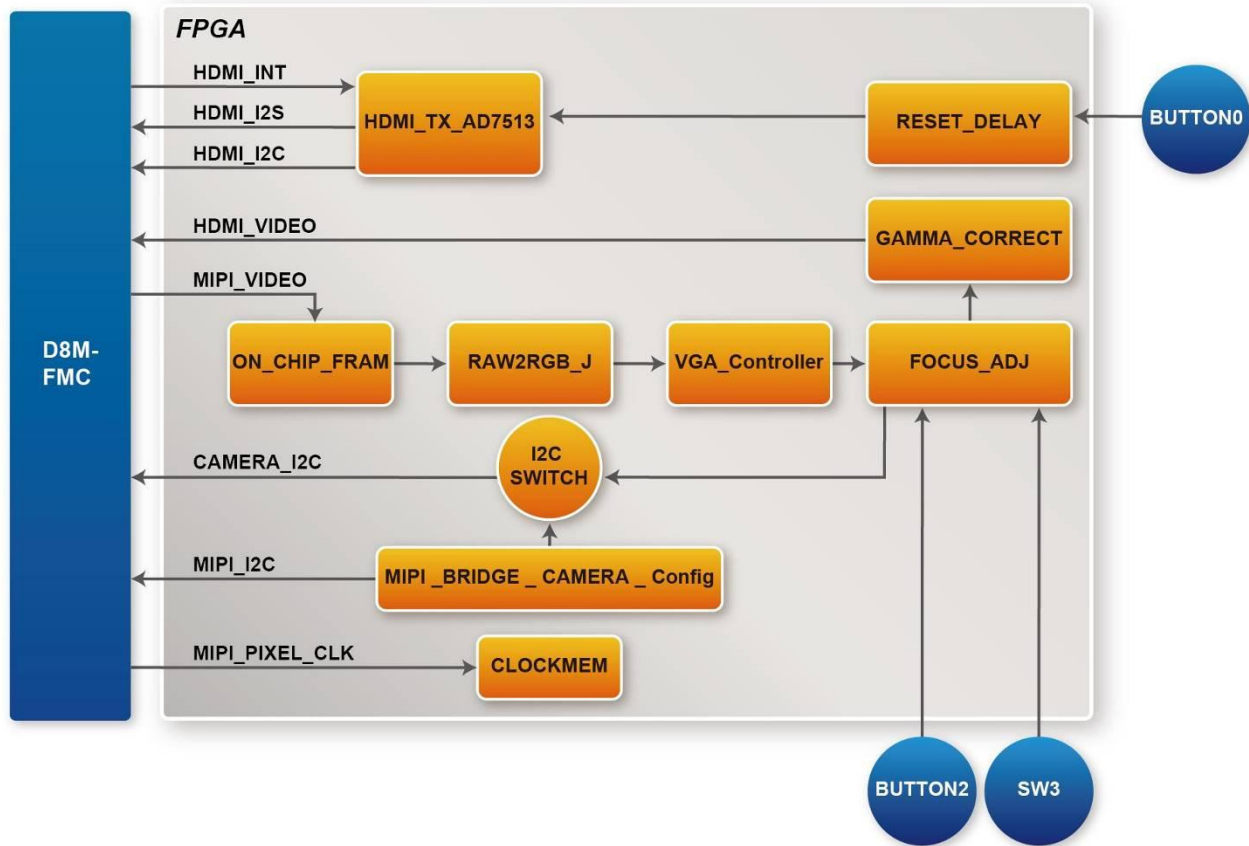 FPGA
HDMI_INT
HDMI_I2S
HDMI_TX_AD7513
RESET_DELAY
BUTTON0
HDMI_I2C
HDMI_VIDEO
GAMMA_CORRECT
MIPI_VIDEO
D8M-
FMC
ON_CHIP_FRAM
RAW2RGB_J
VGA_Controller
FOCUS_ADJ
CAMERA_I2C
I2C
SWITCH
MIPI_I2C
MIPI _BRIDGE _ CAMERA _ Config
MIPI_PIXEL_CLK
CLOCKMEM
BUTTON2
SW3